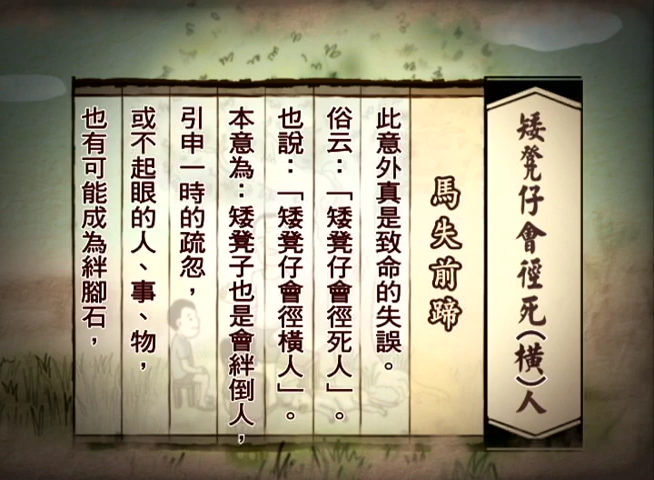 矮凳仔會徑死(橫)人
馬失前蹄
此意外真是致命的失誤。
俗云：「矮凳仔會徑死人」。
也說：「矮凳仔會徑橫人」。
本意為：矮凳子也是會絆倒人，
引申一時的疏忽，
或不起眼的人、事、物，
也有可能成為絆腳石，